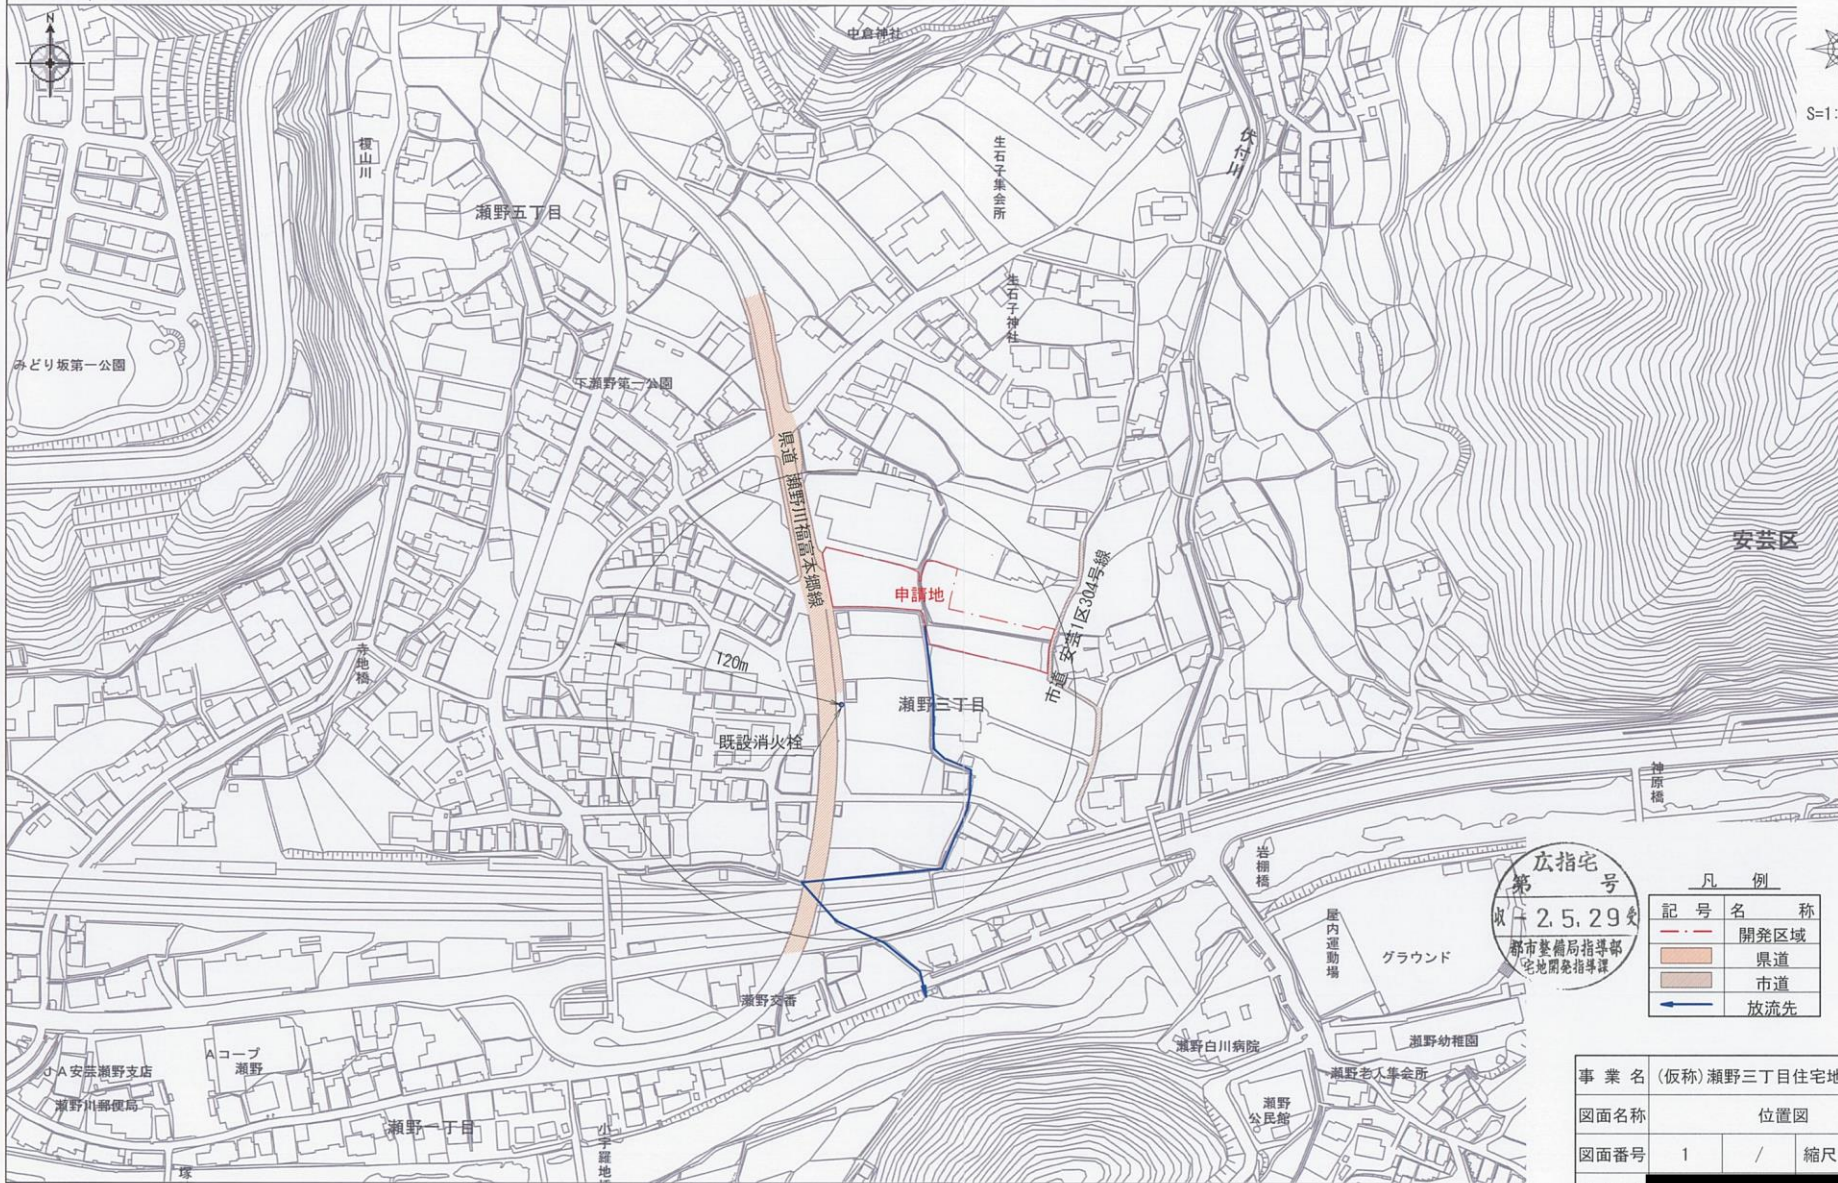 N
中倉神社
S=1:
榎山川
伏付川
生石子集会所
瀬野五丁目
生石子神社
みどり坂第一公園
下瀬野第一公園
県道 瀬野川福富本郷線
安芸区
申請地
市道 安芸1区304号線
寺地橋
120m
瀬野三丁目
既設消火栓
神原橋
岩棚橋
広指宅
第 号
収 -2.5.29 受
都市整備局指導部
宅地開発指導課
凡 例
記 号 名 称
開発区域
県道
市道
放流先
屋内運動場
グラウンド
瀬野交番
瀬野白川病院
瀬野幼稚園
Aコープ
瀬野
JA安芸瀬野支店
瀬野老人集会所
瀬野川郵便局
瀬野
公民館
瀬野一丁目
小宇羅地橋
塚
事 業 名 (仮称)瀬野三丁目住宅地
図面名称 位置図
図面番号 1 / 縮尺